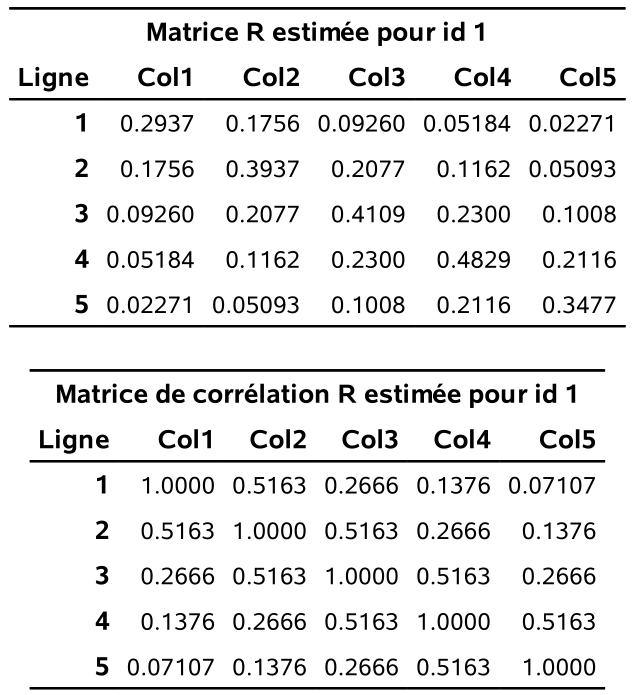 Matrice R estimée pour id 1
Ligne Col1 Col2 Col3 Col4 Col5
1 0.2937 0.1756 0.09260 0.05184 0.02271
2 0.1756 0.3937 0.2077 0.1162 0.05093
3 0.09260 0.2077 0.4109 0.2300 0.1008
4 0.05184 0.1162 0.2300 0.4829 0.2116
5 0.02271 0.05093 0.1008 0.2116 0.3477
Matrice de corrélation R estimée pour id 1
Ligne Col1 Col2 Col3 Col4 Col5
1 1.0000 0.5163 0.2666 0.1376 0.07107
2 0.5163 1.0000 0.5163 0.2666 0.1376
3 0.2666 0.5163 1.0000 0.5163 0.2666
4 0.1376 0.2666 0.5163 1.0000 0.5163
5 0.07107 0.1376 0.2666 0.5163 1.0000